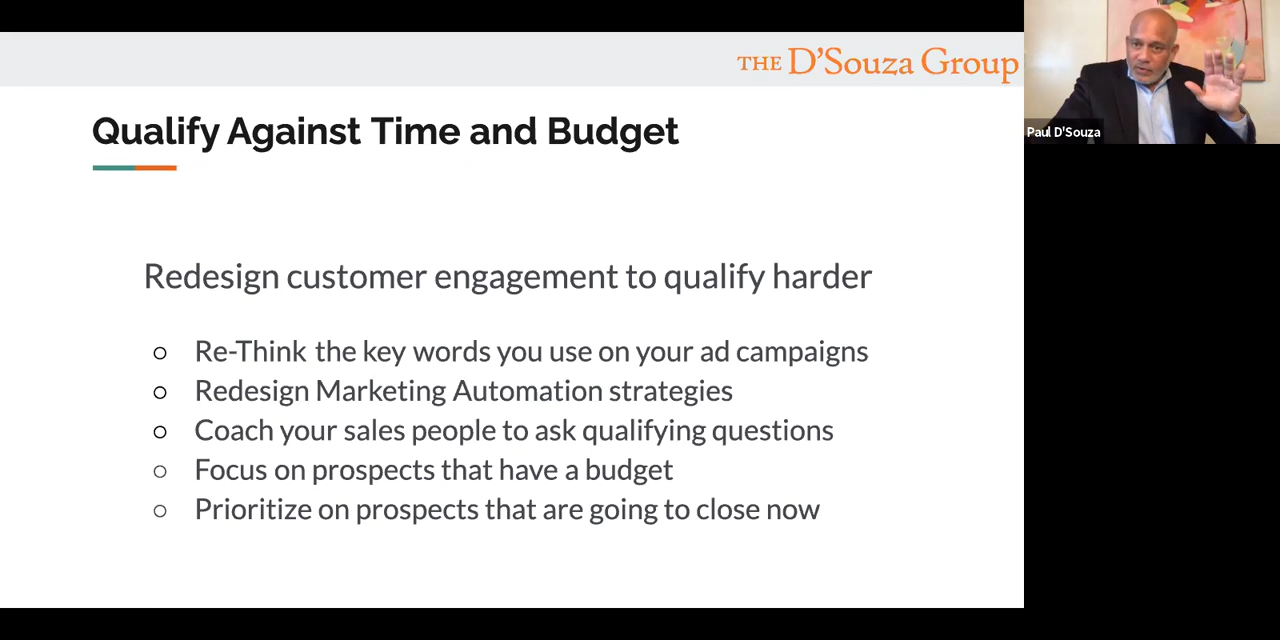 THE D'Souza Group
Paul D'Souza
Qualify Against Time and Budget
Redesign customer engagement to qualify harder
Re-Think the key words you use on your ad campaigns
Redesign Marketing Automation strategies
Coach your sales people to ask qualifying questions
Focus on prospects that have a budget
Prioritize on prospects that are going to close now